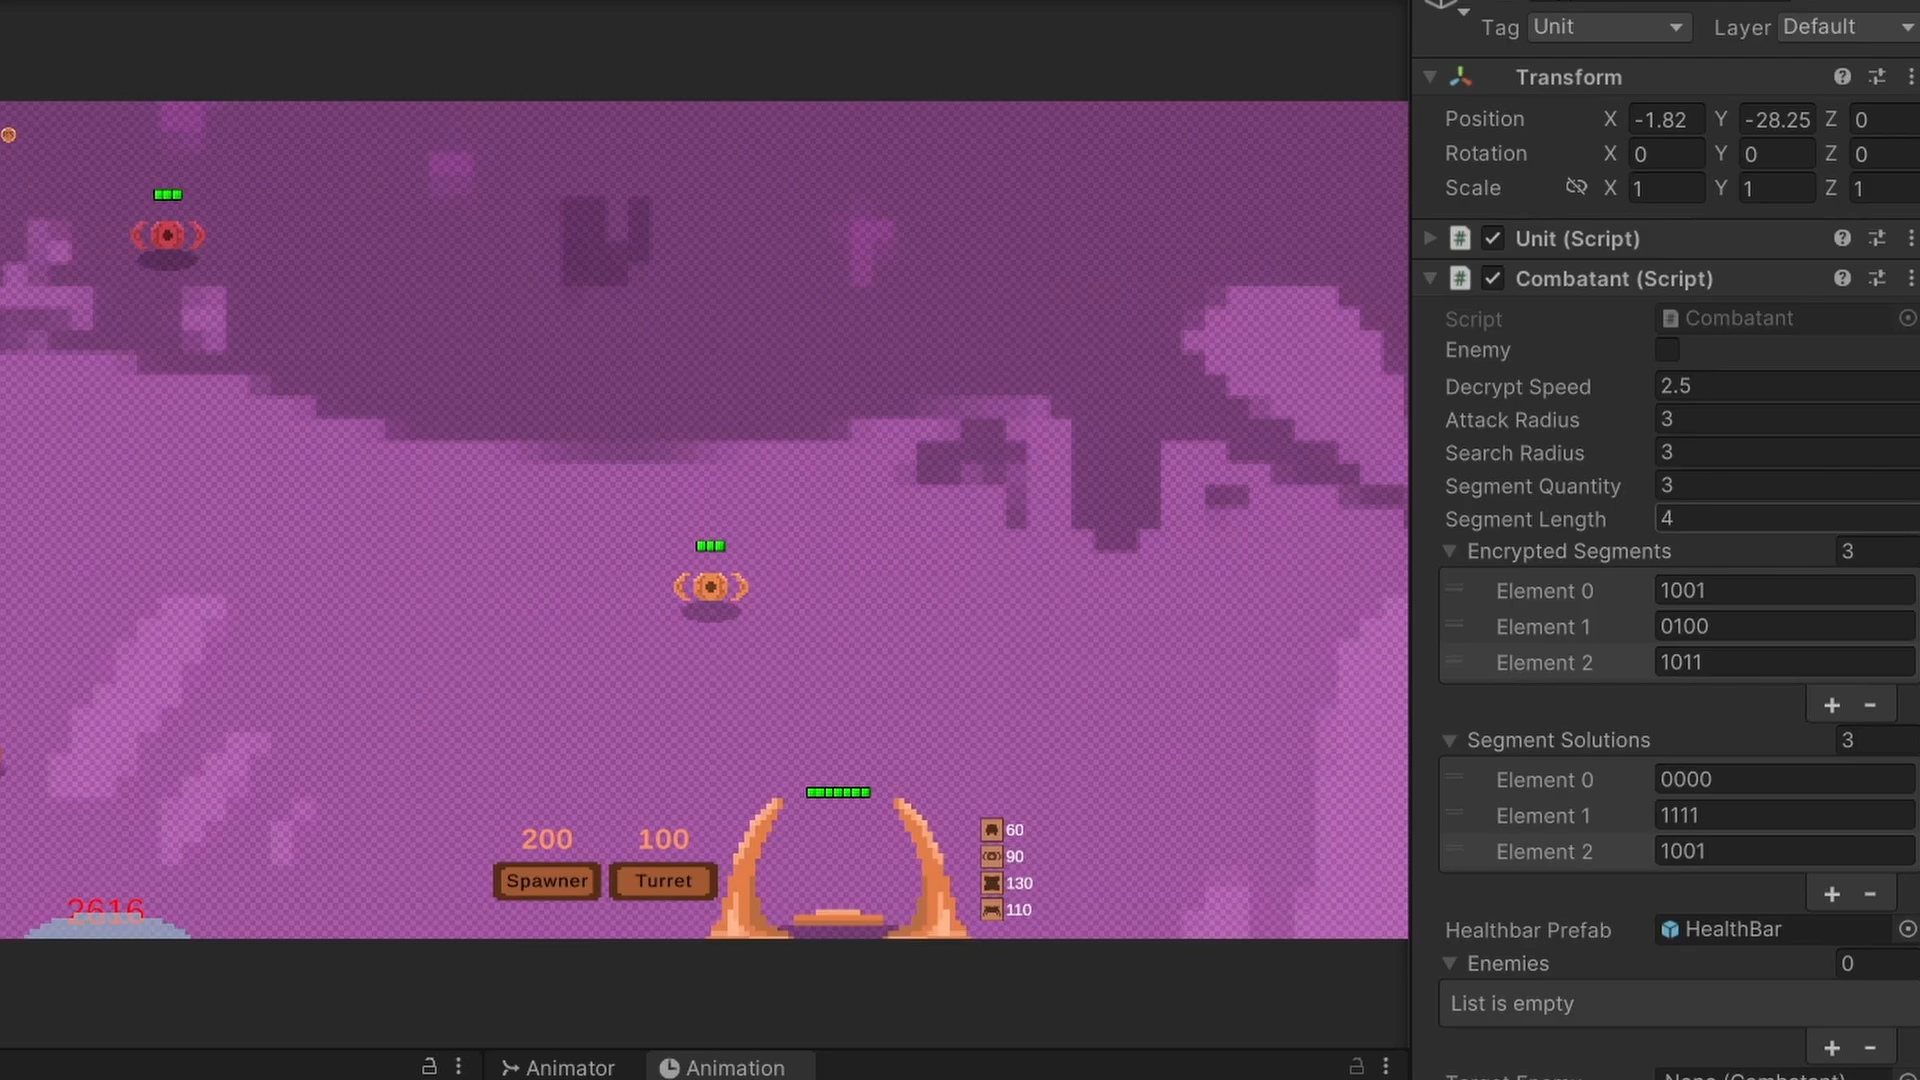 Tag Unit Layer Default
Transform
Position X -1.82 Y -28.25 Z 0
Rotation X 0 Y 0 Z 0
Scale X 1 Y 1 Z 1
# Unit (Script)
# Combatant (Script)
Script Combatant
Enemy
Decrypt Speed 2.5
Attack Radius 3
Search Radius 3
Segment Quantity 3
Segment Length 4
Encrypted Segments 3
Element 0 1001
Element 1 0100
Element 2 1011
+ -
Segment Solutions 3
Element 0 0000
Element 1 1111
Element 2 1001
+ -
Healthbar Prefab HealthBar
Enemies 0
List is empty
+ -
200 100
Spawner Turret
60
90
130
110
2616
Animator Animation